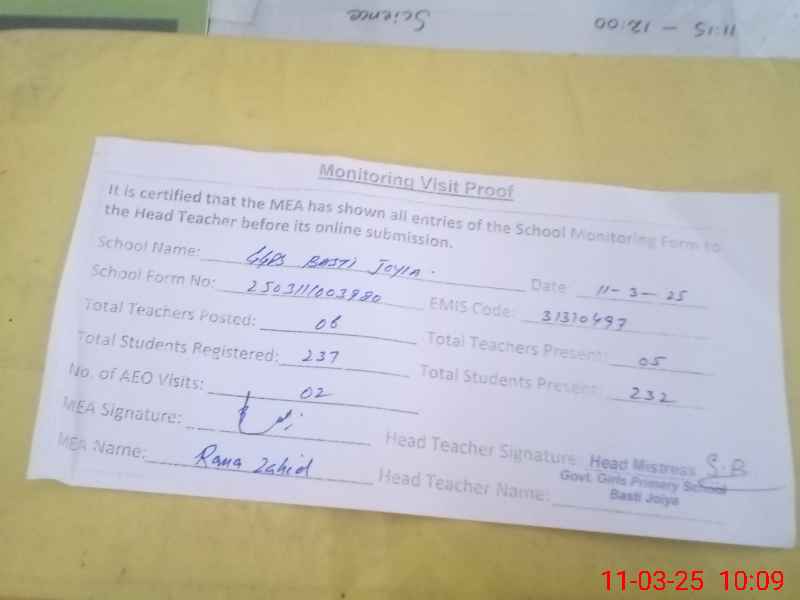 11:15 – 12:00
Science
Monitoring Visit Proof
It is certified that the MEA has shown all entries of the School Monitoring Form to
the Head Teacher before its online submission.
School Name: GGPS BASTI JOYIA. Date 11-3-25
School Form No: 250311003980 EMIS Code: 31310497
Total Teachers Posted: 06 Total Teachers Present: 05
Total Students Registered: 237 Total Students Present: 232
No. of AEO Visits: 02
MEA Signature: Head Teacher Signature: Head Mistress S.B
Govt. Girls Primary School
Basti Joiya
MEA Name: Rana Zahid Head Teacher Name:
11-03-25 10:09